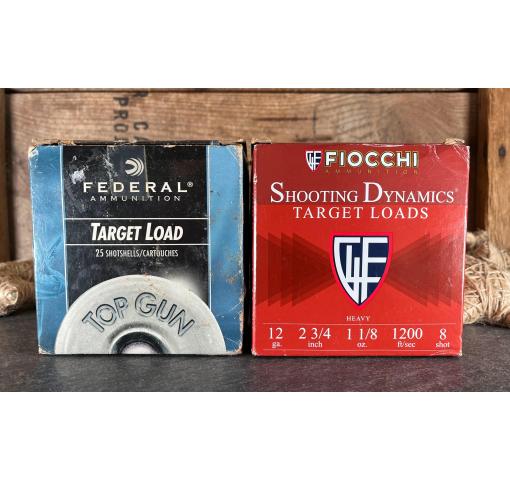 FEDERAL®
AMMUNITION
TARGET LOAD
25 SHOTSHELLS/CARTOUCHES
TOP GUN
FIOCCHI
AMMUNITION
SHOOTING DYNAMICS®
TARGET LOADS
HEAVY
12 2 3/4 1 1/8 1200 8
ga. inch oz. ft/sec shot